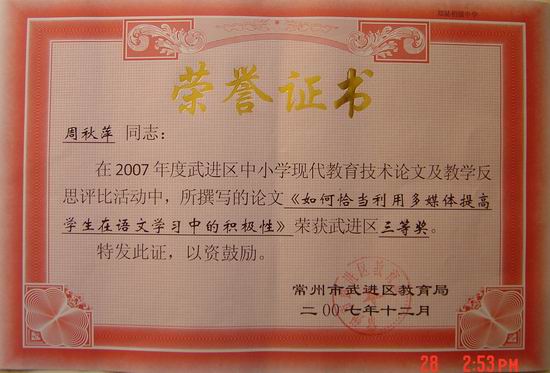 荣誉证书
周秋萍 同志：
在2007年度武进区中小学现代教育技术论文及教学反
思评比活动中，所撰写的论文《如何恰当利用多媒体提高
学生在语文学习中的积极性》荣获武进区 三等奖。
特发此证，以资鼓励。
常州市武进区教育局
二00七年十二月
28 2:53PM